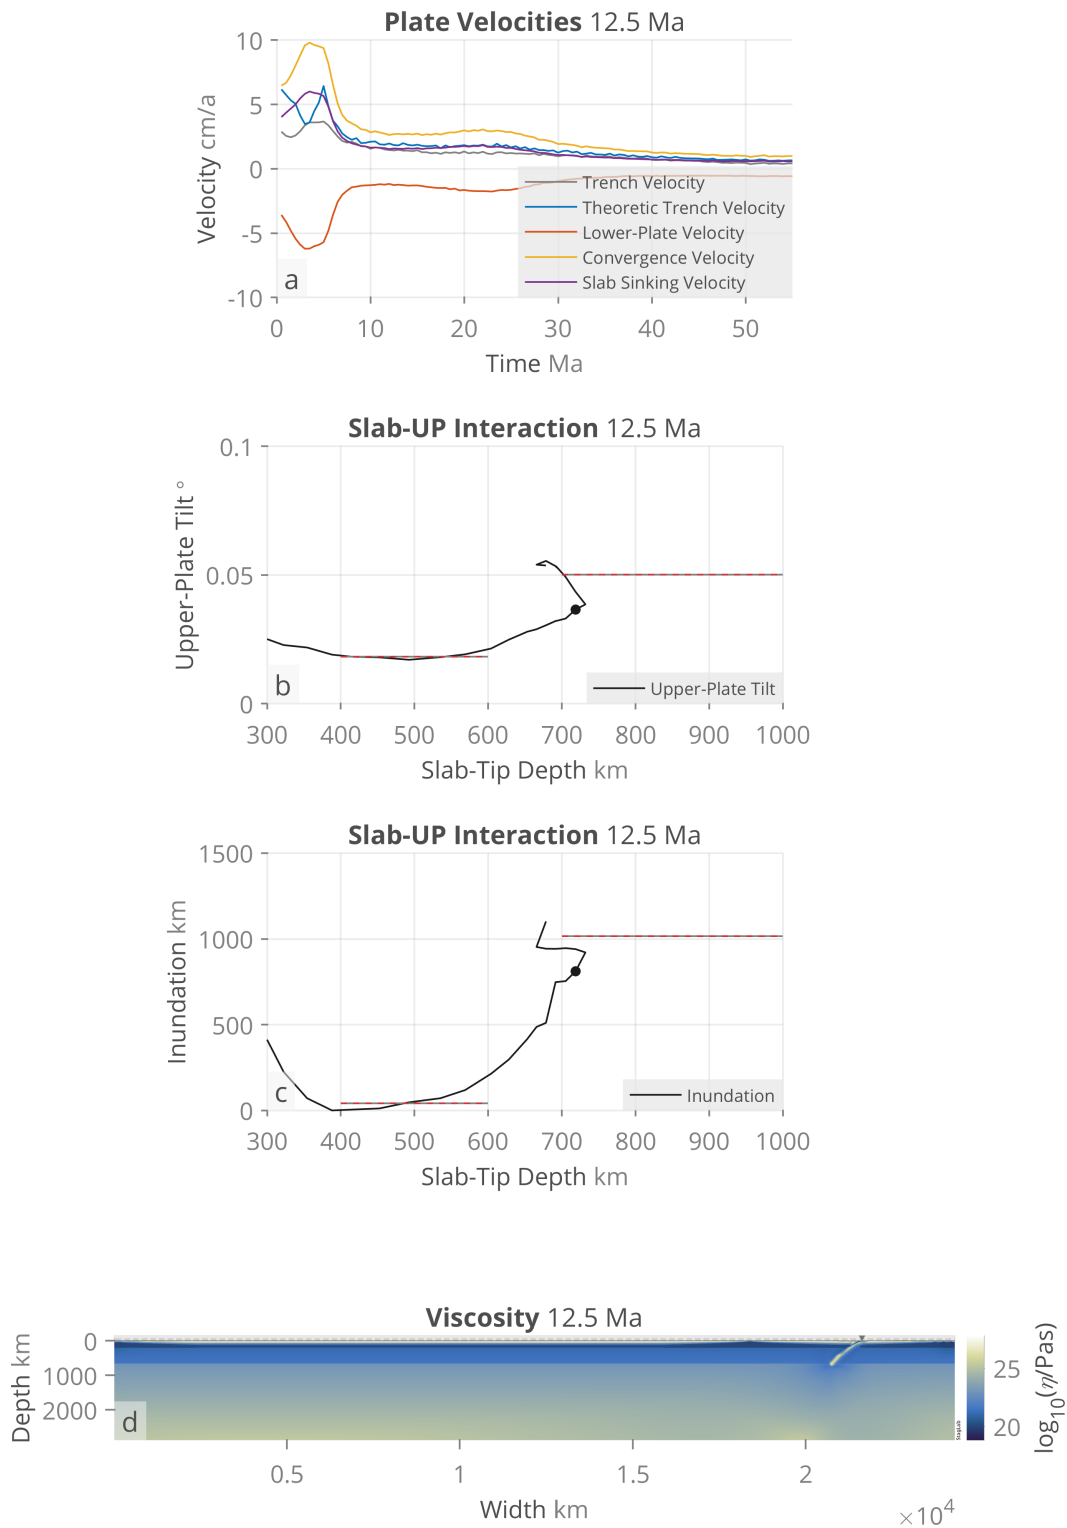 Plate Velocities 12.5 Ma
10
5
0
-5
-10
Velocity cm/a
a
Trench Velocity
Theoretic Trench Velocity
Lower-Plate Velocity
Convergence Velocity
Slab Sinking Velocity
0 10 20 30 40 50
Time Ma
Slab-UP Interaction 12.5 Ma
0.1
0.05
0
Upper-Plate Tilt °
b
Upper-Plate Tilt
300 400 500 600 700 800 900 1000
Slab-Tip Depth km
Slab-UP Interaction 12.5 Ma
1500
1000
500
0
Inundation km
c
Inundation
300 400 500 600 700 800 900 1000
Slab-Tip Depth km
Viscosity 12.5 Ma
0
1000
2000
Depth km
d
StagLab
25
20
log10(η/Pas)
0.5 1 1.5 2
Width km
×10^4